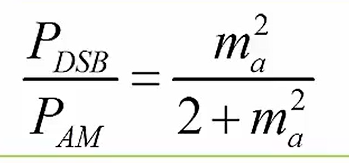 P_DSB / P_AM = m_a^2 / (2 + m_a^2)